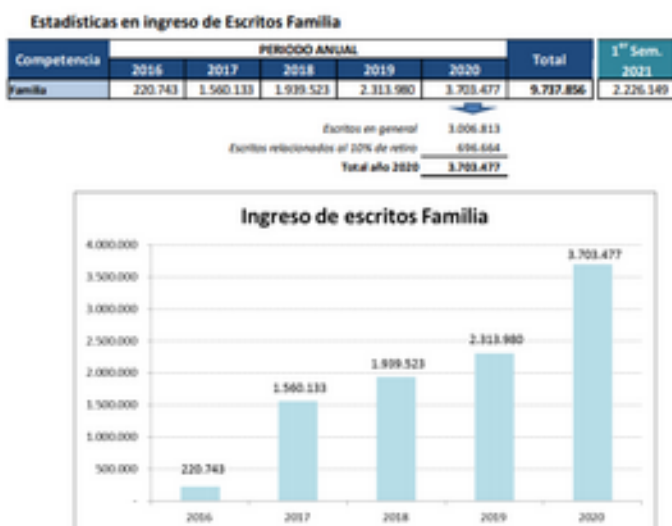 Estadísticas en ingreso de Escritos Familia
Competencia PERIODO ANUAL Total 1er Sem. 2021
2016 2017 2018 2019 2020
Familia 220.743 1.560.133 1.939.523 2.313.980 3.703.477 9.737.856 2.226.149
Escritos en general 3.006.813
Escritos relacionados al 10% de retiro 696.664
Total año 2020 3.703.477
Ingreso de escritos Familia
4.000.000
3.703.477
3.500.000
3.000.000
2.500.000
2.313.980
2.000.000
1.939.523
1.560.133
1.500.000
1.000.000
500.000
220.743
-
2016 2017 2018 2019 2020